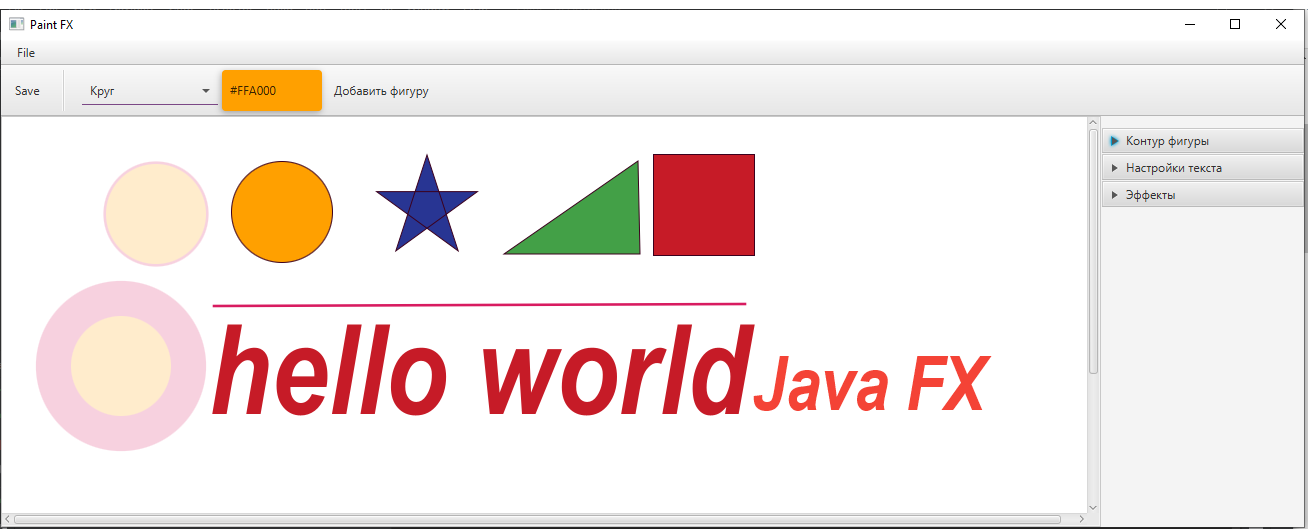 Paint FX
File
Save
Круг
#FFA000
Добавить фигуру
Контур фигуры
Настройки текста
Эффекты
hello world
Java FX